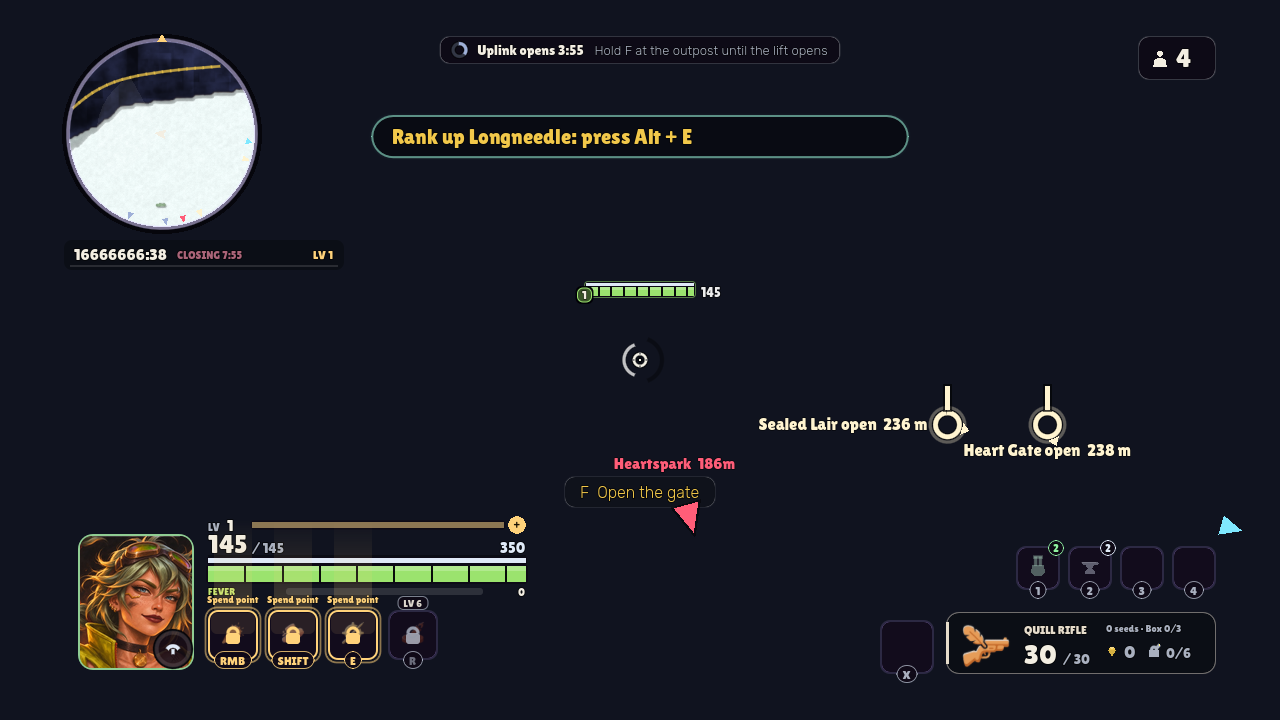 Uplink opens 3:55 Hold F at the outpost until the lift opens
4
Rank up Longneedle: press Alt + E
16666666:38 CLOSING 7:55 LV 1
1 145
Sealed Lair open 236 m
Heart Gate open 238 m
Heartspark 186m
F Open the gate
LV 1 +
145 / 145 350
FEVER 0
Spend point Spend point Spend point LV 6
RMB SHIFT E R
2 2
1 2 3 4
QUILL RIFLE 0 seeds · Box 0/3
30 / 30 0 0/6
X